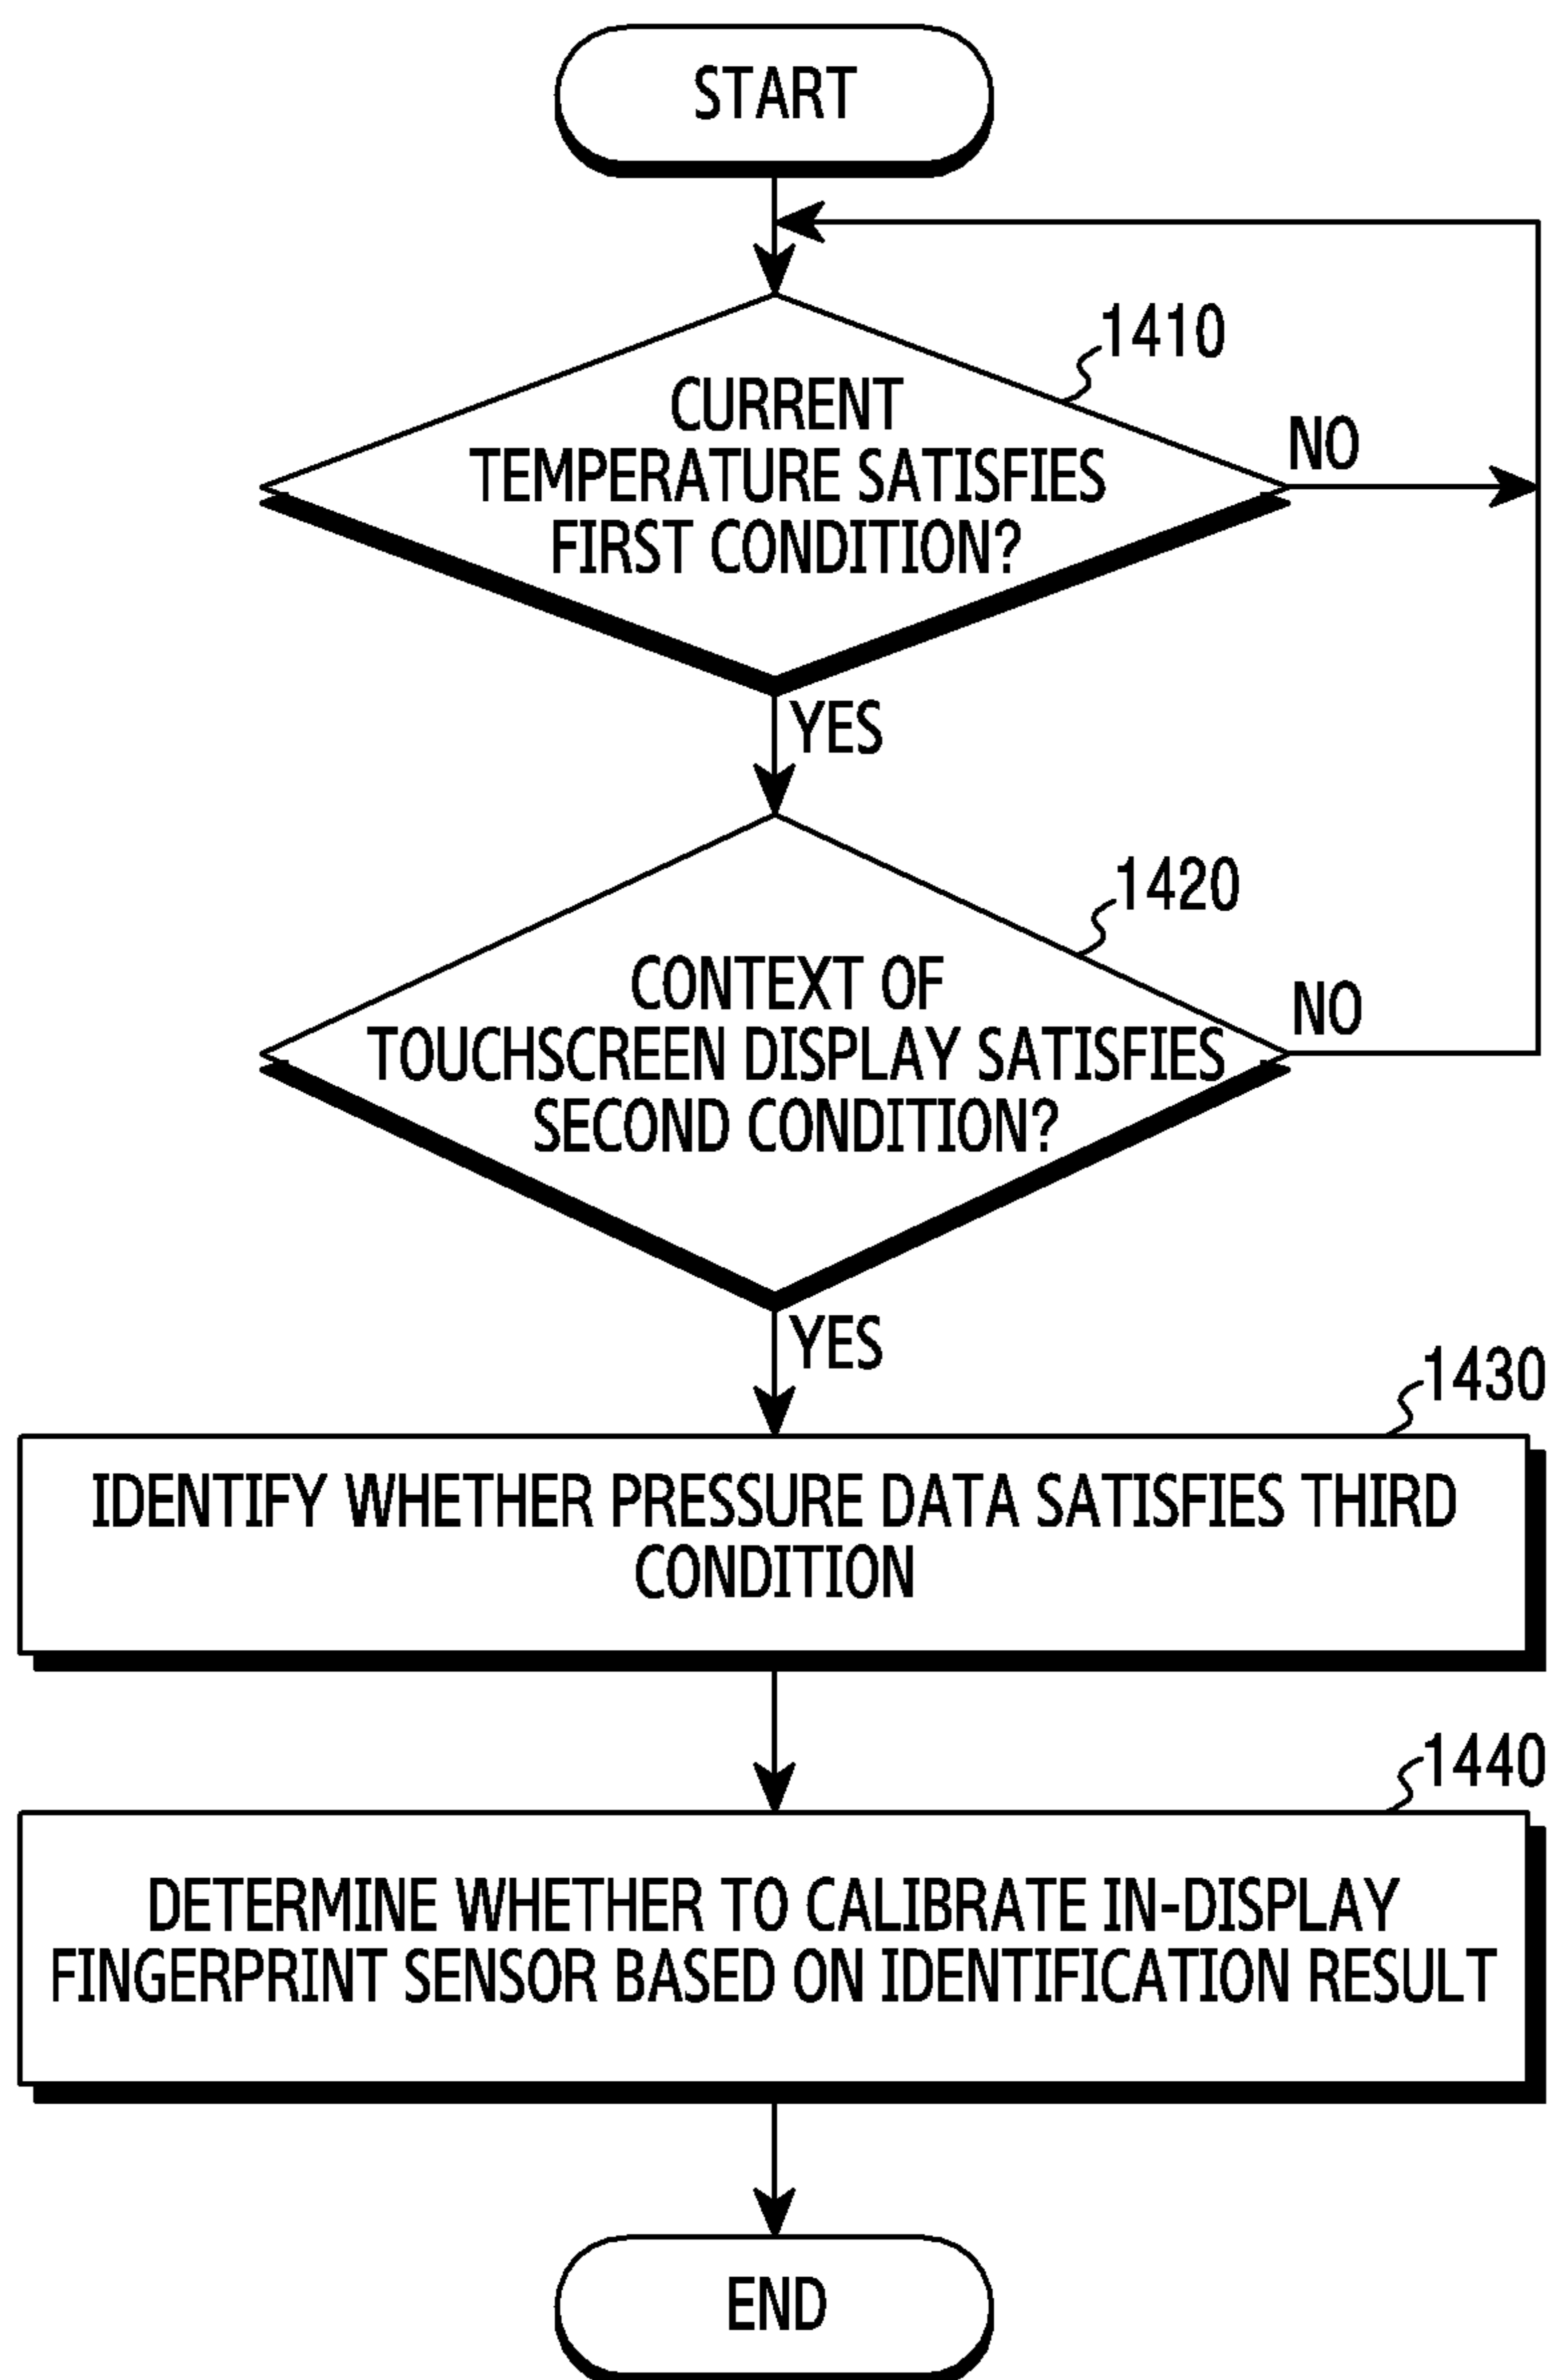 START
1410
CURRENT
TEMPERATURE SATISFIES
FIRST CONDITION?
NO
YES
1420
CONTEXT OF
TOUCHSCREEN DISPLAY SATISFIES
SECOND CONDITION?
NO
YES
1430
IDENTIFY WHETHER PRESSURE DATA SATISFIES THIRD
CONDITION
1440
DETERMINE WHETHER TO CALIBRATE IN-DISPLAY
FINGERPRINT SENSOR BASED ON IDENTIFICATION RESULT
END